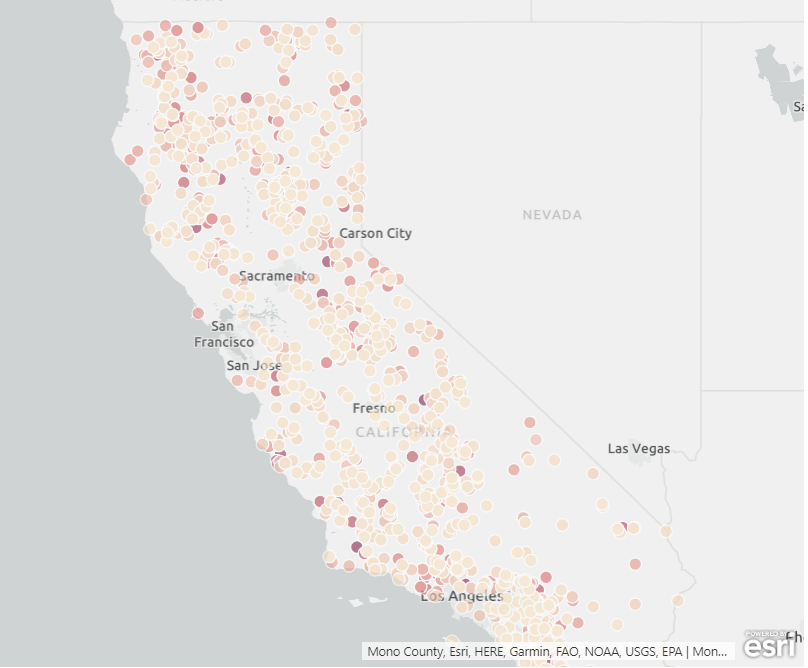 NEVADA
Carson City
Sacramento
San
Francisco
San Jose
Fresno
CALIFORNIA
Las Vegas
Los Angeles
POWERED BY
esri
Mono County, Esri, HERE, Garmin, FAO, NOAA, USGS, EPA | Mon...